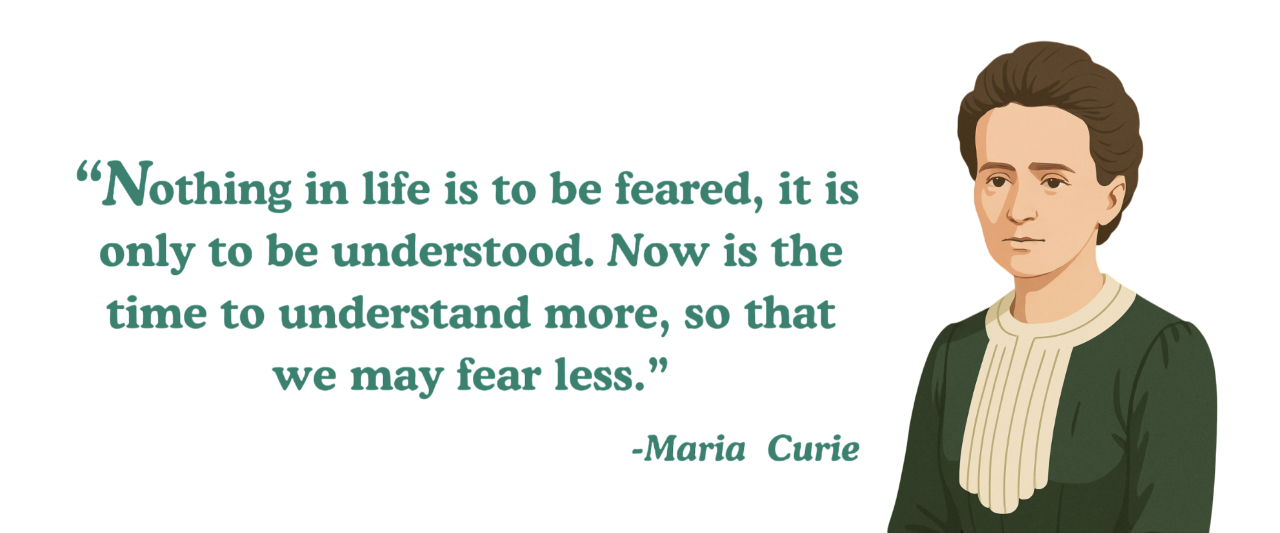 “Nothing in life is to be feared, it is
only to be understood. Now is the
time to understand more, so that
we may fear less.”
-Maria Curie